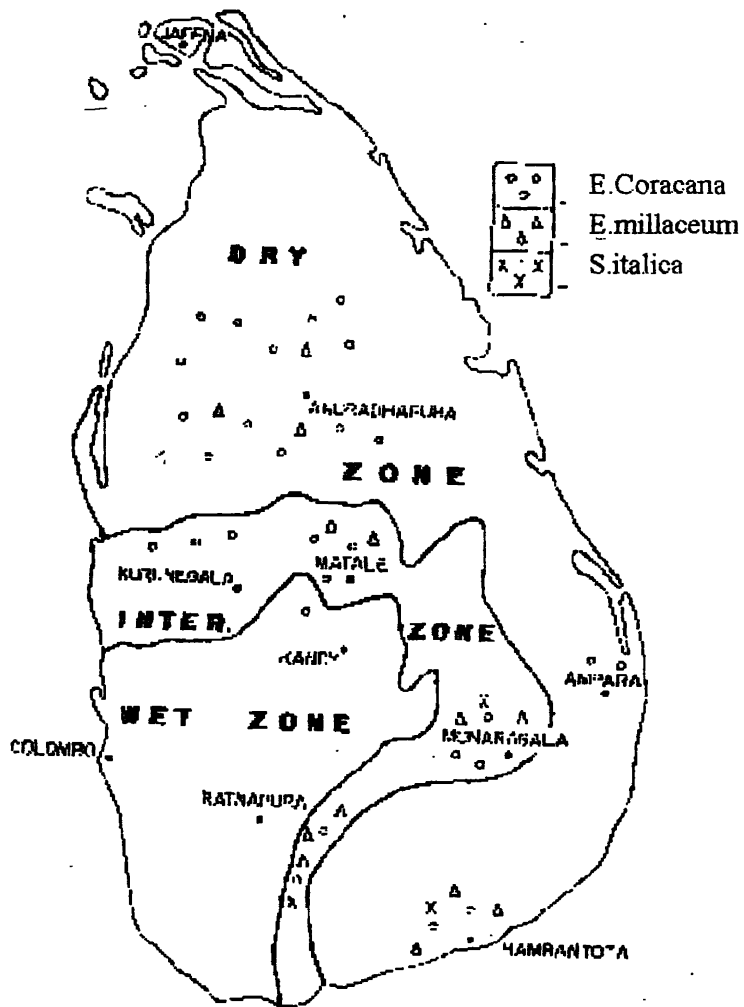 JAFFNA
E.Coracana
E.millaceum
S.italica
DRY
ANURADHAPURA
ZONE
MATALE
KURUNEGALA
INTER.
ZONE
KANDY
AMPARA
WET ZONE
MONARAGALA
COLOMBO
RATNAPURA
HAMBANTOTA